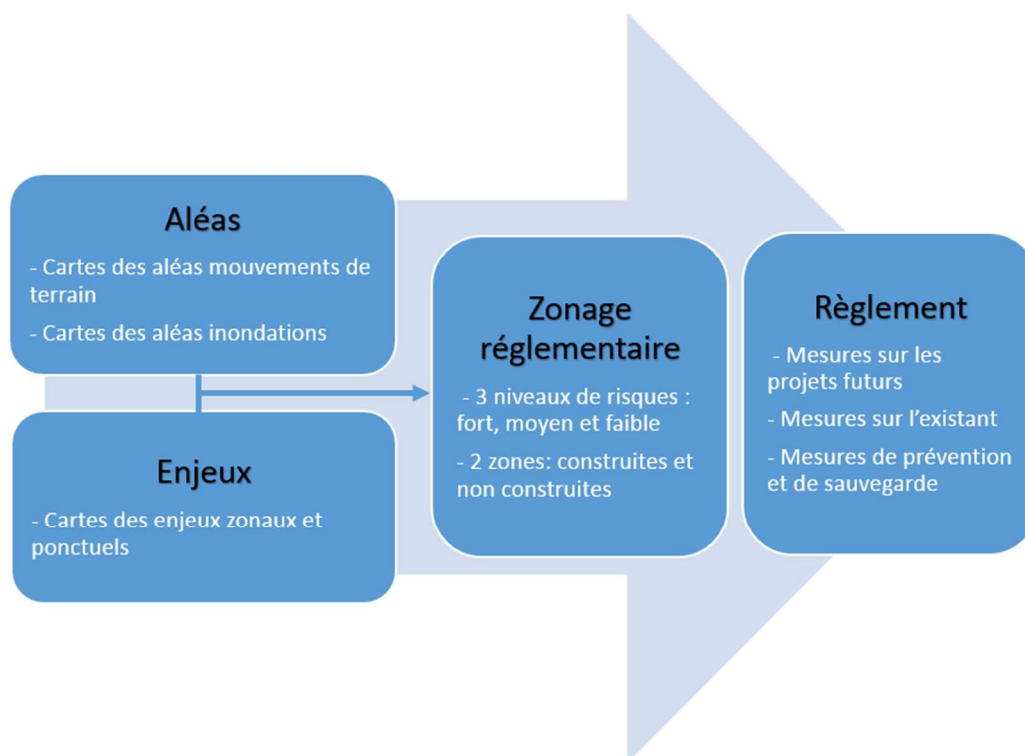 Aléas
- Cartes des aléas mouvements de
terrain
- Cartes des aléas inondations
Enjeux
- Cartes des enjeux zonaux et
ponctuels
Zonage
réglementaire
- 3 niveaux de risques :
fort, moyen et faible
- 2 zones: construites et
non construites
Règlement
- Mesures sur les
projets futurs
- Mesures sur l’existant
- Mesures de prévention
et de sauvegarde